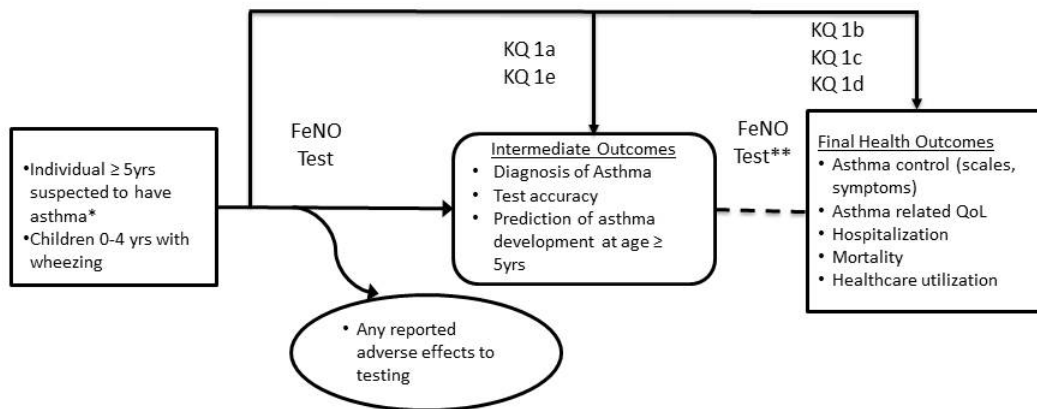 KQ 1a
KQ 1e
KQ 1b
KQ 1c
KQ 1d
•Individual ≥ 5yrs
suspected to have
asthma*
•Children 0-4 yrs with
wheezing
FeNO
Test
Intermediate Outcomes
• Diagnosis of Asthma
• Test accuracy
• Prediction of asthma
development at age ≥
5yrs
FeNO
Test**
Final Health Outcomes
• Asthma control (scales,
symptoms)
• Asthma related QoL
• Hospitalization
• Mortality
• Healthcare utilization
• Any reported
adverse effects to
testing